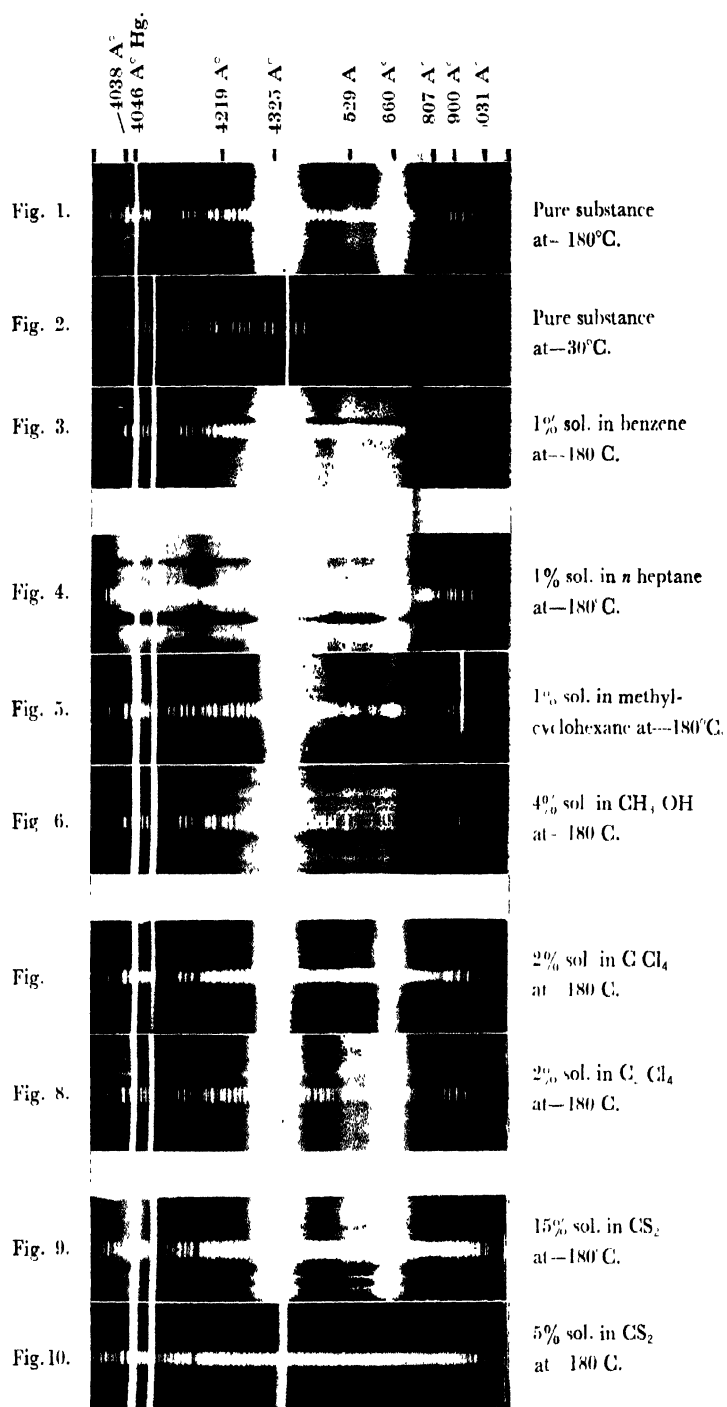 4038 A°
4046 A° Hg.
4219 A°
4325 A°
529 A
660 A°
807 A
900 A°
031 A
Fig. 1.
Pure substance
at- 180°C.
Fig. 2.
Pure substance
at—30°C.
Fig. 3.
1% sol. in benzene
at—180 C.
Fig. 4.
1% sol. in n heptane
at—180°C.
Fig. 5.
1% sol. in methyl-
cyclohexane at—180°C.
Fig 6.
4% sol. in CH, OH
at - 180 C.
Fig.
2% sol. in C Cl4
at 180 C.
Fig. 8.
2% sol. in C, Cl4
at—180 C.
Fig. 9.
15% sol. in CS2
at—180°C.
Fig. 10.
5% sol. in CS2
at 180 C.